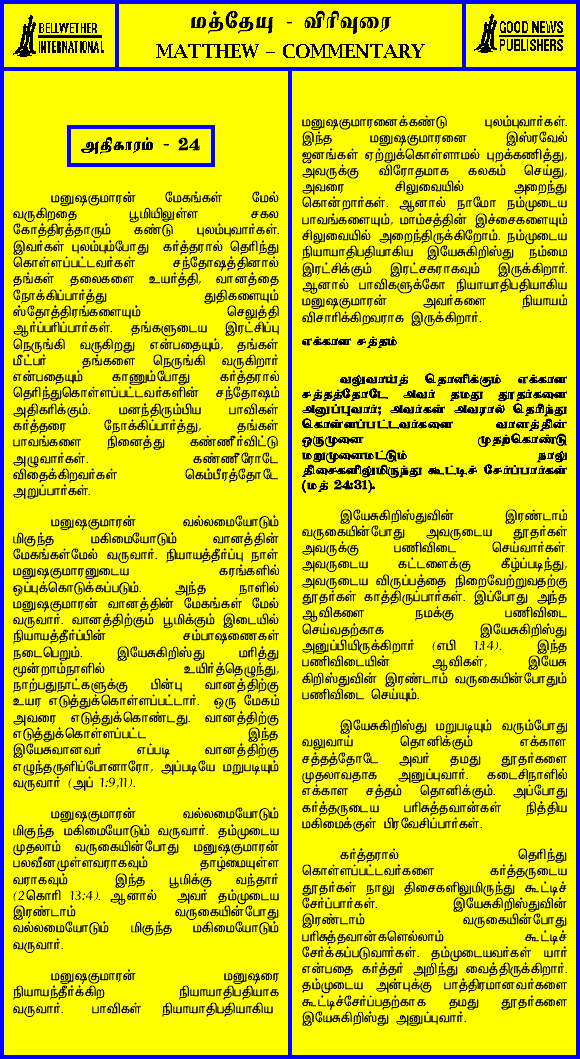 BELLWETHER
INTERNATIONAL
மத்தேயு - விரிவுரை
MATTHEW – COMMENTARY
GOOD NEWS
PUBLISHERS
அதிகாரம் - 24
மனுஷகுமாரன் மேகங்கள் மேல்
வருகிறதை பூமியிலுள்ள சகல
கோத்திரத்தாரும் கண்டு புலம்புவார்கள்.
இவர்கள் புலம்பும்போது கர்த்தரால் தெரிந்து
கொள்ளப்பட்டவர்கள் சந்தோஷத்தினால்
தங்கள் தலைகளை உயர்த்தி, வானத்தை
நோக்கிப்பார்த்து துதிகளையும்
ஸ்தோத்திரங்களையும் செலுத்தி
ஆர்ப்பரிப்பார்கள். தங்களுடைய இரட்சிப்பு
நெருங்கி வருகிறது என்பதையும், தங்கள்
மீட்பர் தங்களை நெருங்கி வருகிறார்
என்பதையும் காணும்போது கர்த்தரால்
தெரிந்துகொள்ளப்பட்டவர்களின் சந்தோஷம்
அதிகரிக்கும். மனந்திரும்பிய பாவிகள்
கர்த்தரை நோக்கிப்பார்த்து, தங்கள்
பாவங்களை நினைத்து கண்ணீர்விட்டு
அழுவார்கள். கண்ணீரோடே
விதைக்கிறவர்கள் கெம்பீரத்தோடே
அறுப்பார்கள்.
மனுஷகுமாரன் வல்லமையோடும்
மிகுந்த மகிமையோடும் வானத்தின்
மேகங்கள்மேல் வருவார். நியாயத்தீர்ப்பு நாள்
மனுஷகுமாரனுடைய கரங்களில்
ஒப்புக்கொடுக்கப்படும். அந்த நாளில்
மனுஷகுமாரன் வானத்தின் மேகங்கள் மேல்
வருவார். வானத்திற்கும் பூமிக்கும் இடையில்
நியாயத்தீர்ப்பின் சம்பாஷணைகள்
நடைபெறும். இயேசுகிறிஸ்து மரித்து
மூன்றாம்நாளில் உயிர்த்தெழுந்து,
நாற்பதுநாட்களுக்கு பின்பு வானத்திற்கு
உயர எடுத்துக்கொள்ளப்பட்டார். ஒரு மேகம்
அவரை எடுத்துக்கொண்டது. வானத்திற்கு
எடுத்துக்கொள்ளப்பட்ட இந்த
இயேசுவானவர் எப்படி வானத்திற்கு
எழுந்தருளிப்போனாரோ, அப்படியே மறுபடியும்
வருவார் (அப் 1:9,11).
மனுஷகுமாரன் வல்லமையோடும்
மிகுந்த மகிமையோடும் வருவார். தம்முடைய
முதலாம் வருகையின்போது மனுஷகுமாரன்
பலவீனமுள்ளவராகவும் தாழ்மையுள்ள
வராகவும் இந்த பூமிக்கு வந்தார்
(2கொரி 13:4). ஆனால் அவர் தம்முடைய
இரண்டாம் வருகையின்போது
வல்லமையோடும் மிகுந்த மகிமையோடும்
வருவார்.
மனுஷகுமாரன் மனுஷரை
நியாயந்தீர்க்கிற நியாயாதிபதியாக
வருவார். பாவிகள் நியாயாதிபதியாகிய
மனுஷகுமாரனைக்கண்டு புலம்புவார்கள்.
இந்த மனுஷகுமாரனை இஸ்ரவேல்
ஜனங்கள் ஏற்றுக்கொள்ளாமல் புறக்கணித்து,
அவருக்கு விரோதமாக கலகம் செய்து,
அவரை சிலுவையில் அறைந்து
கொன்றார்கள். ஆனால் நாமோ நம்முடைய
பாவங்களையும், மாம்சத்தின் இச்சைகளையும்
சிலுவையில் அறைந்திருக்கிறோம். நம்முடைய
நியாயாதிபதியாகிய இயேசுகிறிஸ்து நம்மை
இரட்சிக்கும் இரட்சகராகவும் இருக்கிறார்.
ஆனால் பாவிகளுக்கோ நியாயாதிபதியாகிய
மனுஷகுமாரன் அவர்களை நியாயம்
விசாரிக்கிறவராக இருக்கிறார்.
எக்காள சத்தம்
வலுவாய்த் தொனிக்கும் எக்காள
சத்தத்தோடே அவர் தமது தூதர்களை
அனுப்புவார்; அவர்கள் அவரால் தெரிந்து
கொள்ளப்பட்டவர்களை வானத்தின்
ஒருமுனை முதற்கொண்டு
மறுமுனைமட்டும் நாலு
திசைகளிலுமிருந்து கூட்டிச் சேர்ப்பார்கள்
(மத் 24:31).
இயேசுகிறிஸ்துவின் இரண்டாம்
வருகையின்போது அவருடைய தூதர்கள்
அவருக்கு பணிவிடை செய்வார்கள்.
அவருடைய கட்டளைக்கு கீழ்ப்படிந்து,
அவருடைய விருப்பத்தை நிறைவேற்றுவதற்கு
தூதர்கள் காத்திருப்பார்கள். இப்போது அந்த
ஆவிகளை நமக்கு பணிவிடை
செய்வதற்காக இயேசுகிறிஸ்து
அனுப்பியிருக்கிறார் (எபி 1:14). இந்த
பணிவிடையின் ஆவிகள், இயேசு
கிறிஸ்துவின் இரண்டாம் வருகையின்போதும்
பணிவிடை செய்யும்.
இயேசுகிறிஸ்து மறுபடியும் வரும்போது
வலுவாய் தொனிக்கும் எக்காள
சத்தத்தோடே அவர் தமது தூதர்களை
முதலாவதாக அனுப்புவார். கடைசிநாளில்
எக்காள சத்தம் தொனிக்கும். அப்போது
கர்த்தருடைய பரிசுத்தவான்கள் நித்திய
மகிமைக்குள் பிரவேசிப்பார்கள்.
கர்த்தரால் தெரிந்து
கொள்ளப்பட்டவர்களை கர்த்தருடைய
தூதர்கள் நாலு திசைகளிலுமிருந்து கூட்டிச்
சேர்ப்பார்கள். இயேசுகிறிஸ்துவின்
இரண்டாம் வருகையின்போது
பரிசுத்தவான்களெல்லாம் கூட்டிச்
சேர்க்கப்படுவார்கள். தம்முடையவர்கள் யார்
என்பதை கர்த்தர் அறிந்து வைத்திருக்கிறார்.
தம்முடைய அன்புக்கு பாத்திரமானவர்களை
கூட்டிச்சேர்ப்பதற்காக தமது தூதர்களை
இயேசுகிறிஸ்து அனுப்புவார்.